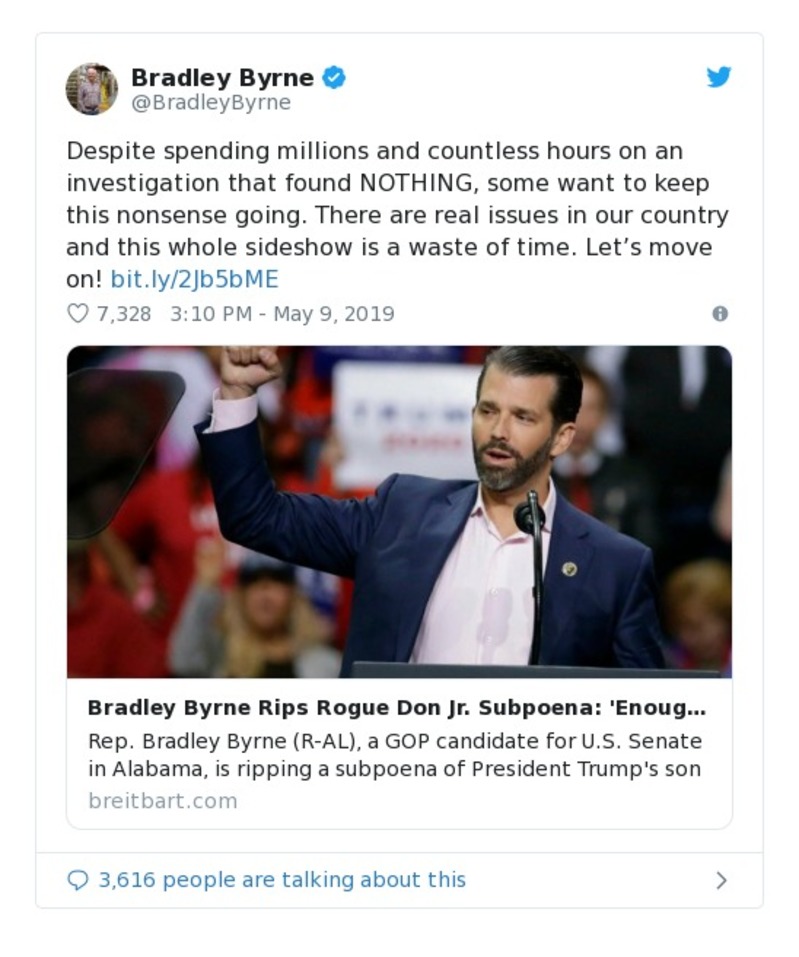 Bradley Byrne
@BradleyByrne
Despite spending millions and countless hours on an
investigation that found NOTHING, some want to keep
this nonsense going. There are real issues in our country
and this whole sideshow is a waste of time. Let’s move
on! bit.ly/2Jb5bME
7,328 3:10 PM - May 9, 2019
TRUM
Bradley Byrne Rips Rogue Don Jr. Subpoena: 'Enoug...
Rep. Bradley Byrne (R-AL), a GOP candidate for U.S. Senate
in Alabama, is ripping a subpoena of President Trump's son
breitbart.com
3,616 people are talking about this